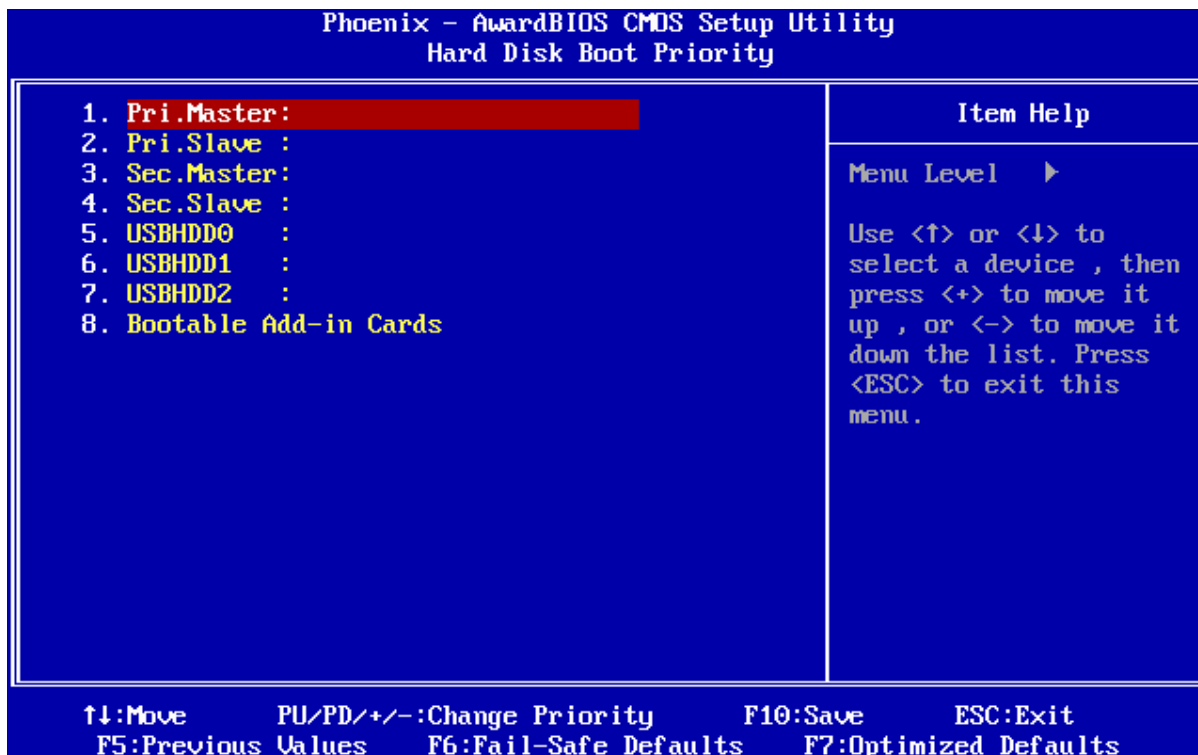 Phoenix - AwardBIOS CMOS Setup Utility
Hard Disk Boot Priority
1. Pri.Master:
2. Pri.Slave :
3. Sec.Master:
4. Sec.Slave :
5. USBHDD0 :
6. USBHDD1 :
7. USBHDD2 :
8. Bootable Add-in Cards
Item Help
Menu Level ▶
Use <↑> or <↓> to
select a device , then
press <+> to move it
up , or <-> to move it
down the list. Press
<ESC> to exit this
menu.
↑↓:Move PU/PD/+/-:Change Priority F10:Save ESC:Exit
F5:Previous Values F6:Fail-Safe Defaults F7:Optimized Defaults